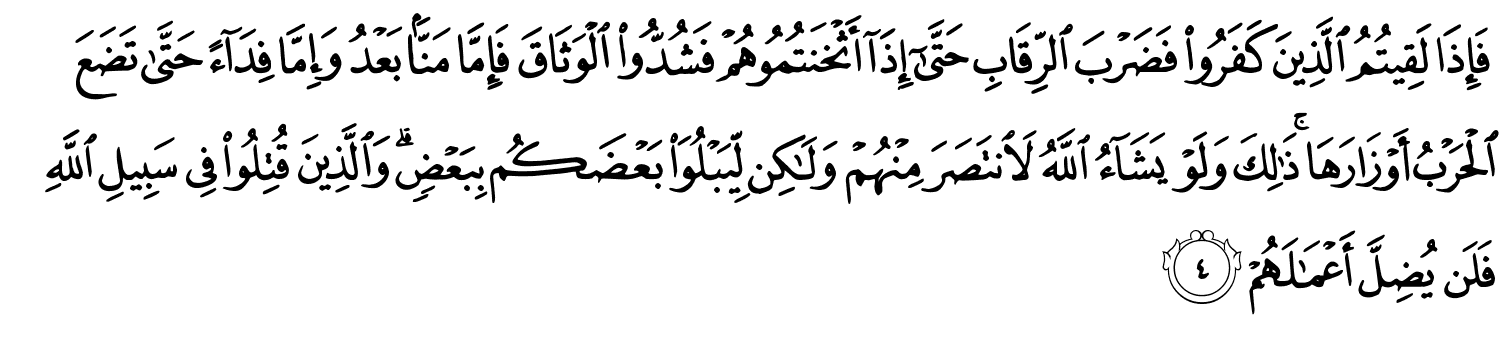 فَإِذَا لَقِيتُمُ ٱلَّذِينَ كَفَرُوا۟ فَضَرْبَ ٱلرِّقَابِ حَتَّىٰٓ إِذَآ أَثْخَنتُمُوهُمْ فَشُدُّوا۟ ٱلْوَثَاقَ فَإِمَّا مَنًّۢا بَعْدُ وَإِمَّا فِدَآءً حَتَّىٰ تَضَعَ
ٱلْحَرْبُ أَوْزَارَهَا ۚ ذَٰلِكَ وَلَوْ يَشَآءُ ٱللَّهُ لَٱنتَصَرَ مِنْهُمْ وَلَـٰكِن لِّيَبْلُوَا۟ بَعْضَكُم بِبَعْضٍ ۗ وَٱلَّذِينَ قُتِلُوا۟ فِى سَبِيلِ ٱللَّهِ
فَلَن يُضِلَّ أَعْمَـٰلَهُمْ ٤